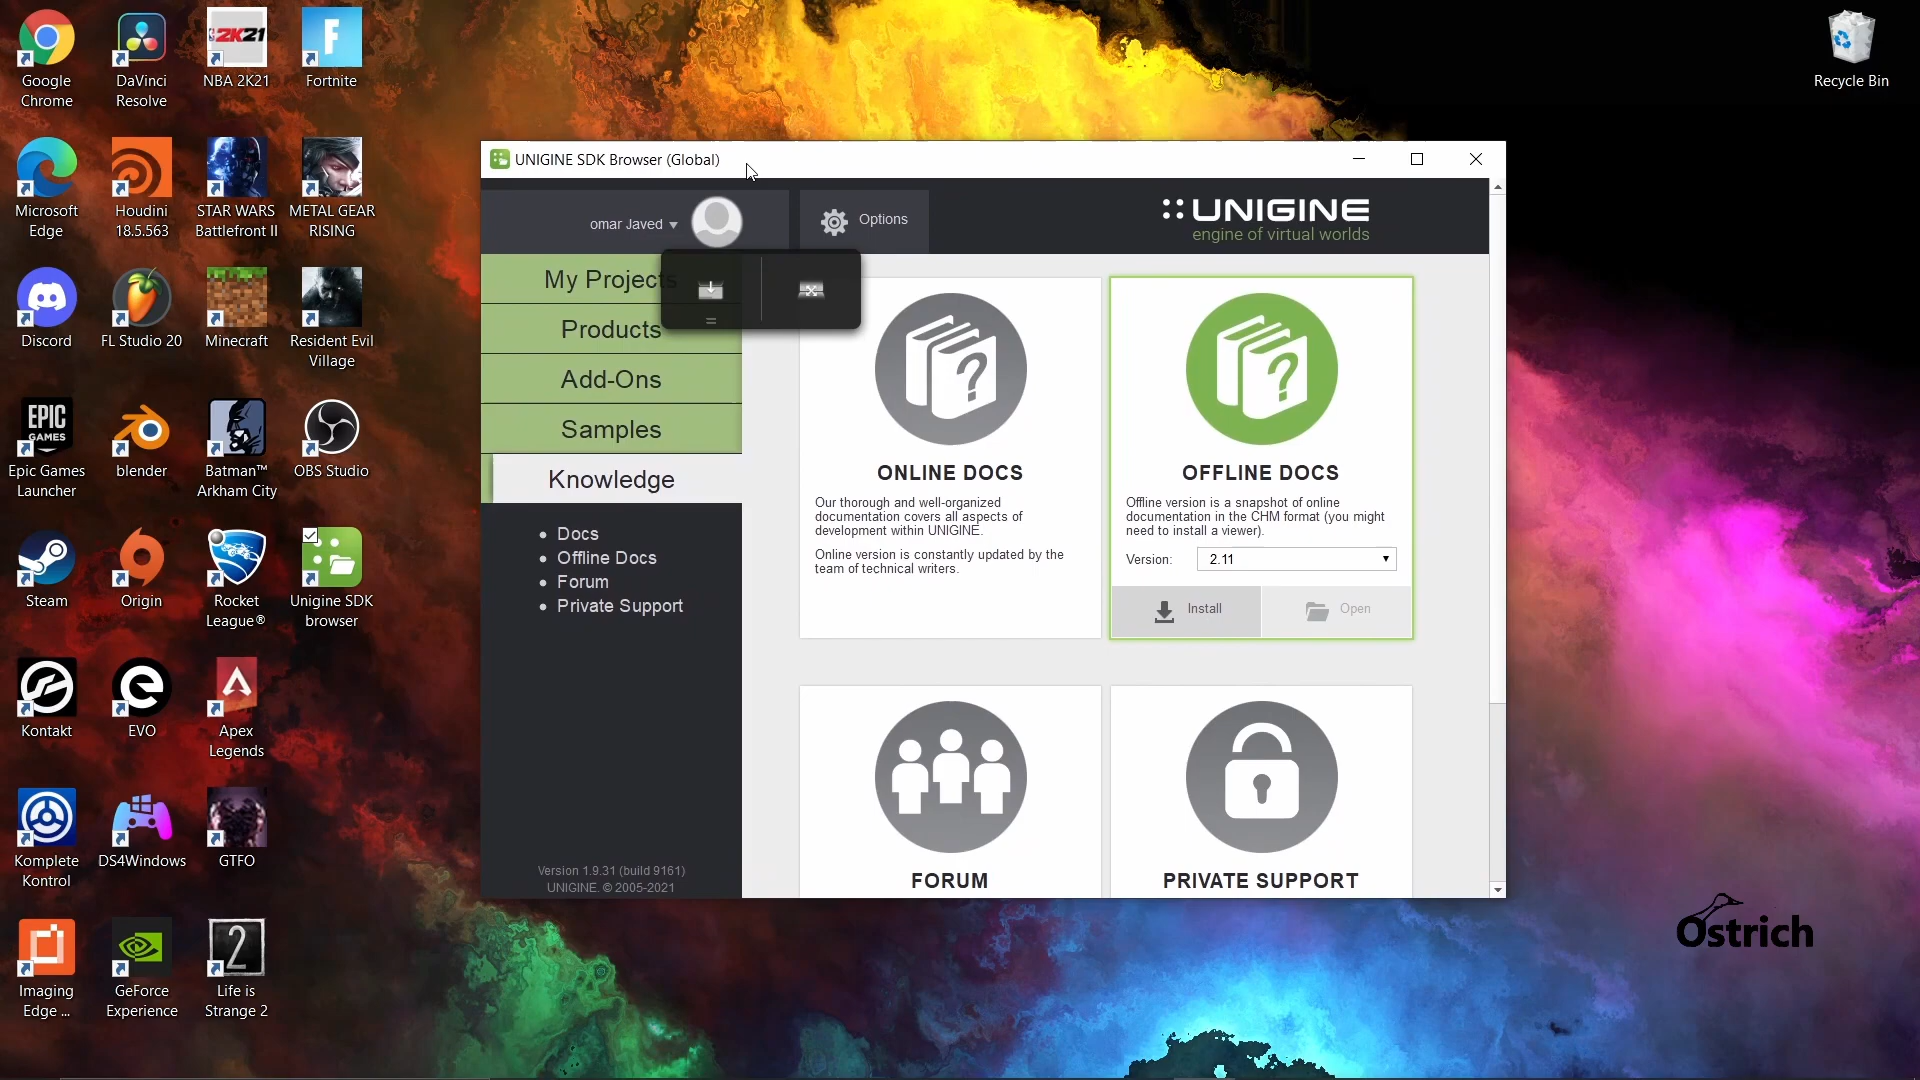 Google
Chrome
DaVinci
Resolve
2K21
NBA 2K21
F
Fortnite
Recycle Bin
Microsoft
Edge
Houdini
18.5.563
STAR WARS
Battlefront II
METAL GEAR
RISING
Discord
FL Studio 20
Minecraft
Resident Evil
Village
EPIC
GAMES
Epic Games
Launcher
blender
Batman™
Arkham City
OBS Studio
Steam
Origin
Rocket
League®
Unigine SDK
browser
Kontakt
EVO
Apex
Legends
Komplete
Kontrol
DS4Windows
GTFO
Imaging
Edge ...
GeForce
Experience
2
Life is
Strange 2
UNIGINE SDK Browser (Global)
omar Javed
Options
UNIGINE
engine of virtual worlds
My Projects
Products
Add-Ons
Samples
Knowledge
Docs
Offline Docs
Forum
Private Support
Version 1.9.31 (build 9161)
UNIGINE. © 2005-2021
?
ONLINE DOCS
Our thorough and well-organized
documentation covers all aspects of
development within UNIGINE.
Online version is constantly updated by the
team of technical writers.
?
OFFLINE DOCS
Offline version is a snapshot of online
documentation in the CHM format (you might
need to install a viewer).
Version: 2.11
Install
Open
FORUM
PRIVATE SUPPORT
Ostrich